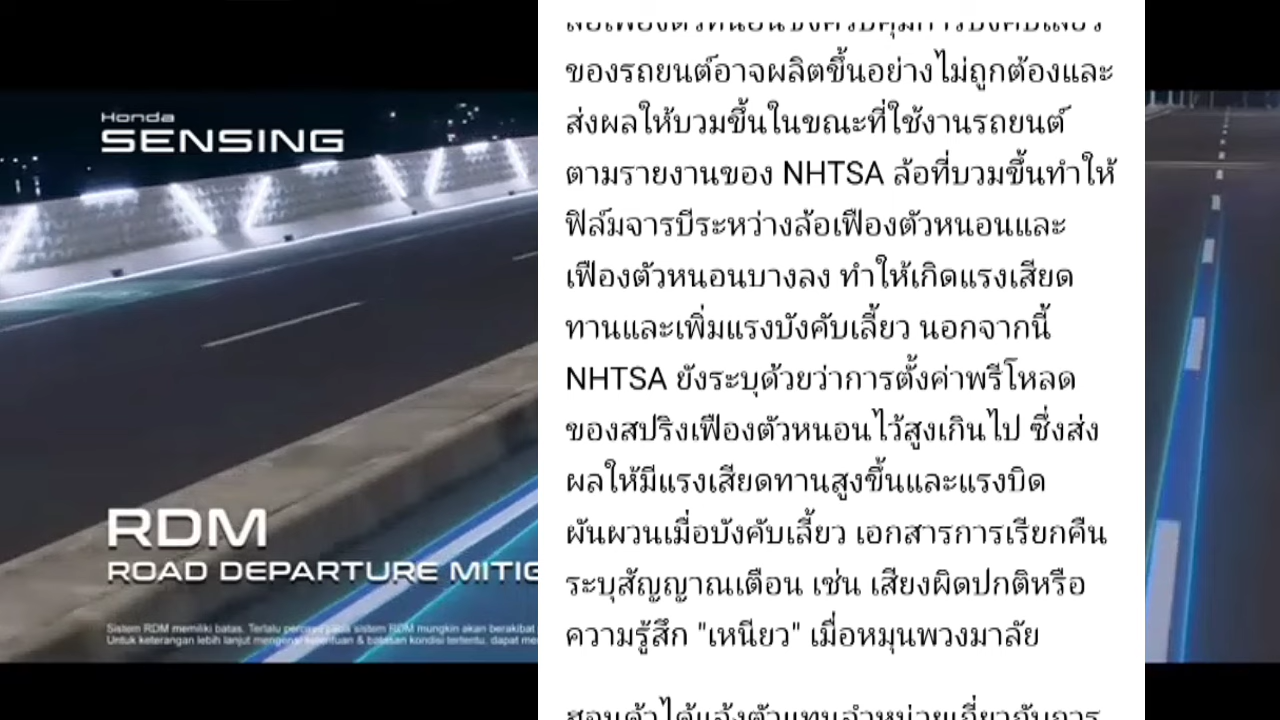 Honda
SENSING
RDM
ROAD DEPARTURE
Sistem RDM memiliki batas. Terlalu sistem RDM mungkin akan berakibat
Untuk keterangan lebih lanjut & batasan kondisi tertentu, dapat
ของรถยนต์อาจผลิตขึ้นอย่างไม่ถูกต้องและ
ส่งผลให้บวมขึ้นในขณะที่ใช้งานรถยนต์
ตามรายงานของ NHTSA ล้อที่บวมขึ้นทำให้
ฟิล์มจารบีระหว่างล้อเฟืองตัวหนอนและ
เฟืองตัวหนอนบางลง ทำให้เกิดแรงเสียด
ทานและเพิ่มแรงบังคับเลี้ยว นอกจากนี้
NHTSA ยังระบุด้วยว่าการตั้งค่าพรีโหลด
ของสปริงเฟืองตัวหนอนไว้สูงเกินไป ซึ่งส่ง
ผลให้มีแรงเสียดทานสูงขึ้นและแรงบิด
ผันผวนเมื่อบังคับเลี้ยว เอกสารการเรียกคืน
ระบุสัญญาณเตือน เช่น เสียงผิดปกติหรือ
ความรู้สึก "เหนียว" เมื่อหมุนพวงมาลัย